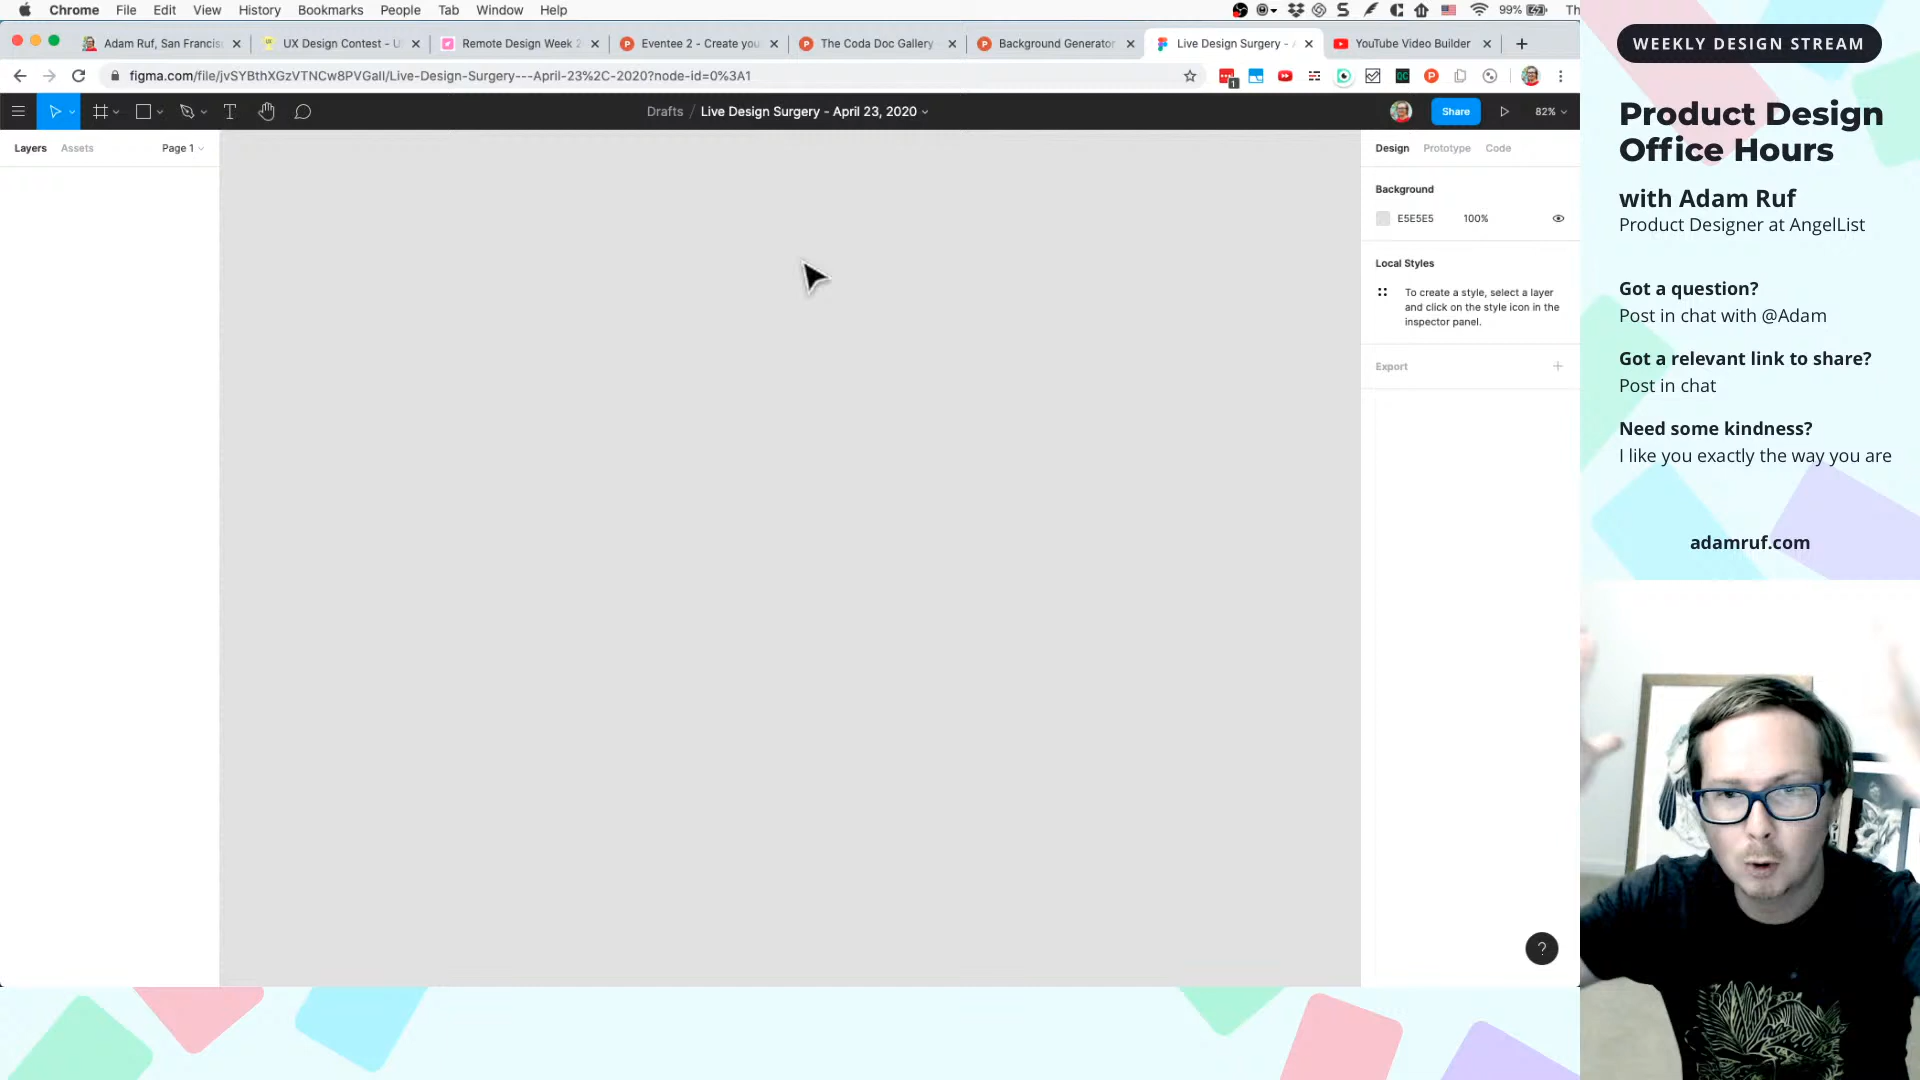 Chrome File Edit View History Bookmarks People Tab Window Help 99% Th
Adam Ruf, San Francis UX Design Contest - U Remote Design Week 2 Eventee 2 - Create you The Coda Doc Gallery Background Generator Live Design Surgery - A YouTube Video Builder
figma.com/file/jvSYBthXGzVTNCw8PVGaIl/Live-Design-Surgery---April-23%2C-2020?node-id=0%3A1
Drafts / Live Design Surgery - April 23, 2020 Share 82%
Layers Assets Page 1
Design Prototype Code
Background
E5E5E5 100%
Local Styles
To create a style, select a layer
and click on the style icon in the
inspector panel.
Export
?
WEEKLY DESIGN STREAM
Product Design
Office Hours
with Adam Ruf
Product Designer at AngelList
Got a question?
Post in chat with @Adam
Got a relevant link to share?
Post in chat
Need some kindness?
I like you exactly the way you are
adamruf.com